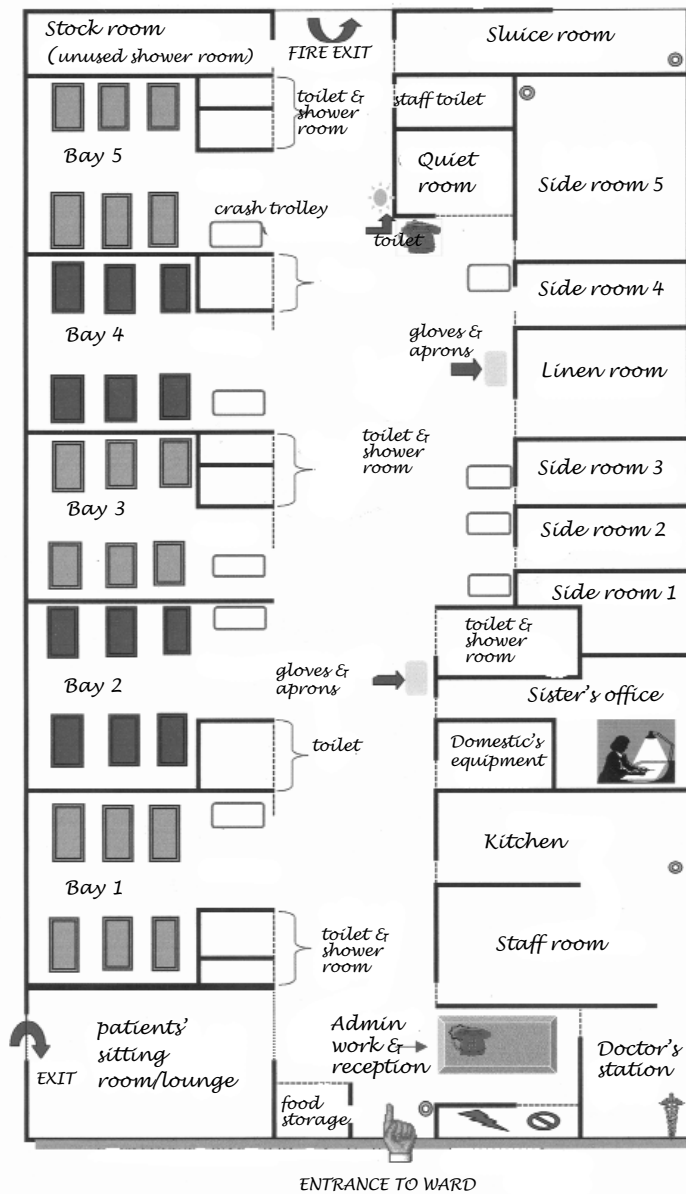 Stock room
(unused shower room)
FIRE EXIT
Sluice room
toilet &
shower
room
staff toilet
Bay 5
Quiet
room
Side room 5
crash trolley
toilet
Side room 4
Bay 4
gloves &
aprons
Linen room
toilet &
shower
room
Bay 3
Side room 3
Side room 2
Side room 1
toilet &
shower
room
Bay 2
gloves &
aprons
Sister's office
toilet
Domestic's
equipment
Bay 1
Kitchen
toilet &
shower
room
Staff room
patients'
sitting
room/lounge
EXIT
Admin
work &
reception
Doctor's
station
food
storage
ENTRANCE TO WARD